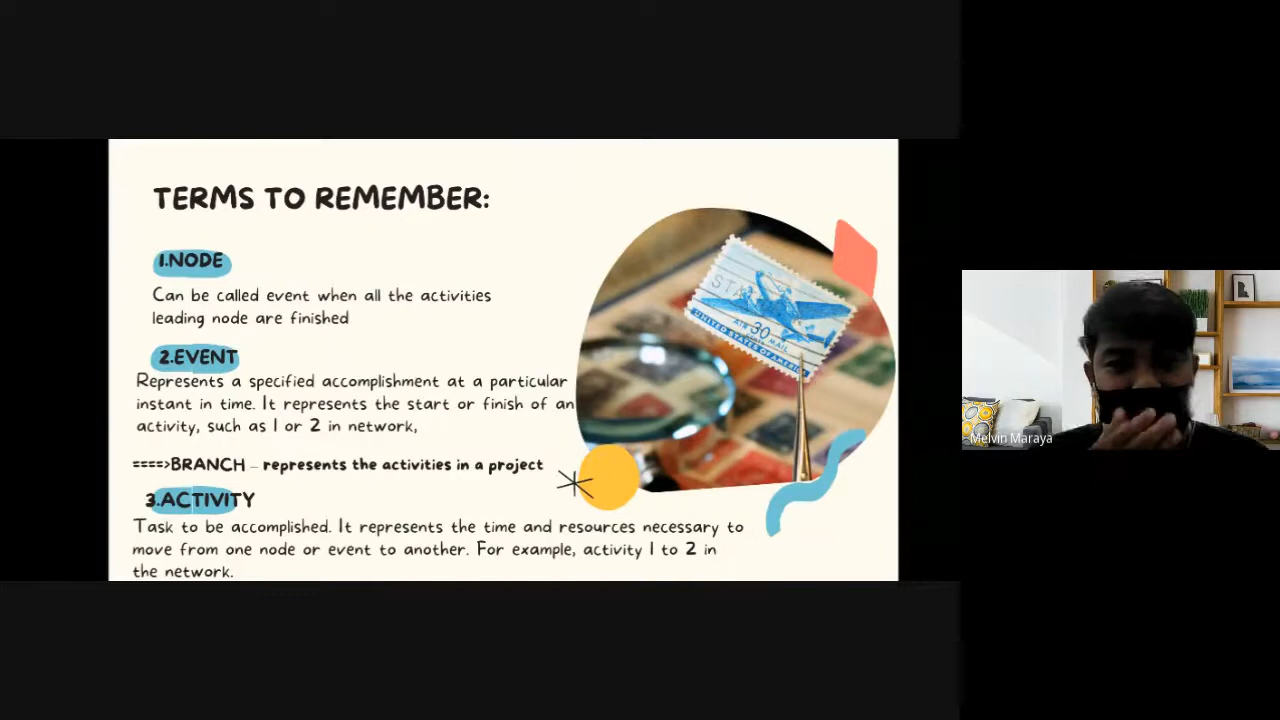 TERMS TO REMEMBER:
1.NODE
Can be called event when all the activities
leading node are finished
2.EVENT
Represents a specified accomplishment at a particular
instant in time. It represents the start or finish of an
activity, such as 1 or 2 in network,
====>BRANCH – represents the activities in a project
3.ACTIVITY
Task to be accomplished. It represents the time and resources necessary to
move from one node or event to another. For example, activity 1 to 2 in
the network.
STA
AIR 30 MAIL
UNITED STATES OF AMERICA
Melvin Maraya